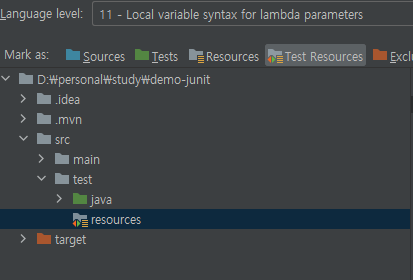 Language level: 11 - Local variable syntax for lambda parameters
Mark as: Sources Tests Resources Test Resources Exclu
D:₩personal₩study₩demo-junit
.idea
.mvn
src
main
test
java
resources
target